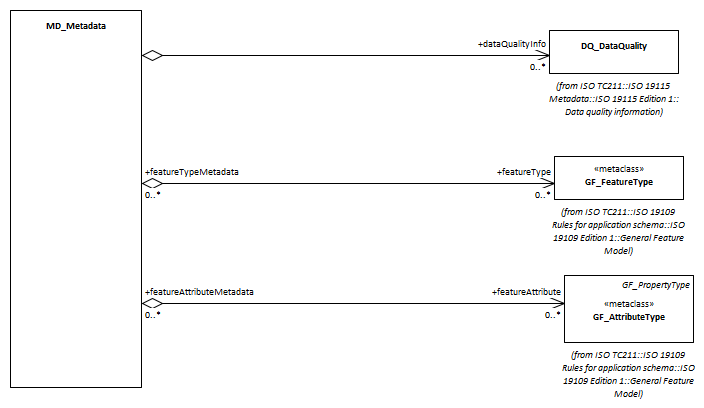 MD_Metadata
+dataQualityInfo
0..*
DQ_DataQuality
(from ISO TC211::ISO 19115
Metadata::ISO 19115 Edition 1::
Data quality information)
+featureTypeMetadata
0..*
+featureType
0..*
«metaclass»
GF_FeatureType
(from ISO TC211::ISO 19109
Rules for application schema::ISO
19109 Edition 1::General Feature
Model)
+featureAttributeMetadata
0..*
+featureAttribute
0..*
GF_PropertyType
«metaclass»
GF_AttributeType
(from ISO TC211::ISO 19109
Rules for application schema::ISO
19109 Edition 1::General Feature
Model)